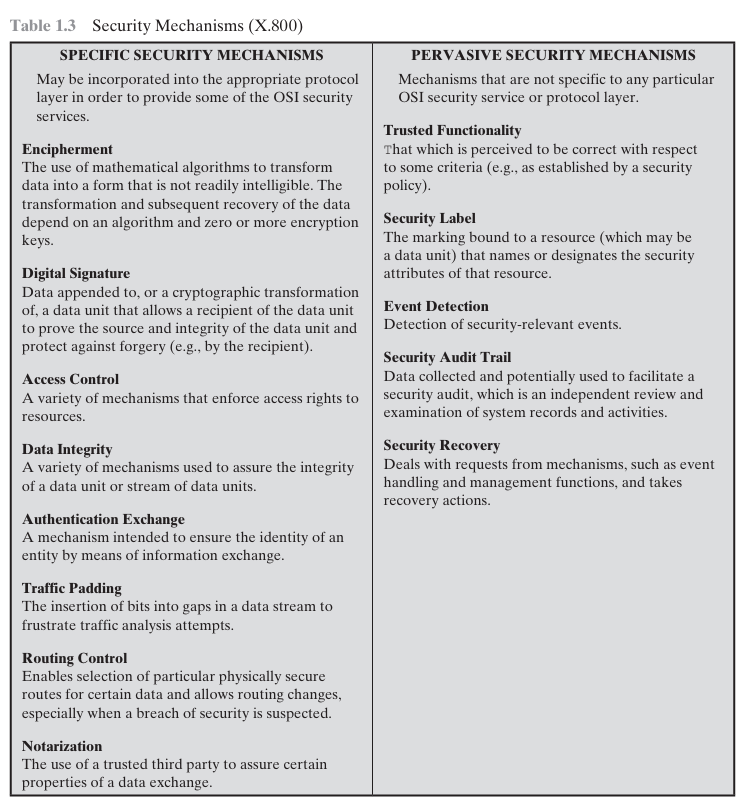 Table 1.3 Security Mechanisms (X.800)
SPECIFIC SECURITY MECHANISMS
May be incorporated into the appropriate protocol
layer in order to provide some of the OSI security
services.
Encipherment
The use of mathematical algorithms to transform
data into a form that is not readily intelligible. The
transformation and subsequent recovery of the data
depend on an algorithm and zero or more encryption
keys.
Digital Signature
Data appended to, or a cryptographic transformation
of, a data unit that allows a recipient of the data unit
to prove the source and integrity of the data unit and
protect against forgery (e.g., by the recipient).
Access Control
A variety of mechanisms that enforce access rights to
resources.
Data Integrity
A variety of mechanisms used to assure the integrity
of a data unit or stream of data units.
Authentication Exchange
A mechanism intended to ensure the identity of an
entity by means of information exchange.
Traffic Padding
The insertion of bits into gaps in a data stream to
frustrate traffic analysis attempts.
Routing Control
Enables selection of particular physically secure
routes for certain data and allows routing changes,
especially when a breach of security is suspected.
Notarization
The use of a trusted third party to assure certain
properties of a data exchange.
PERVASIVE SECURITY MECHANISMS
Mechanisms that are not specific to any particular
OSI security service or protocol layer.
Trusted Functionality
That which is perceived to be correct with respect
to some criteria (e.g., as established by a security
policy).
Security Label
The marking bound to a resource (which may be
a data unit) that names or designates the security
attributes of that resource.
Event Detection
Detection of security-relevant events.
Security Audit Trail
Data collected and potentially used to facilitate a
security audit, which is an independent review and
examination of system records and activities.
Security Recovery
Deals with requests from mechanisms, such as event
handling and management functions, and takes
recovery actions.